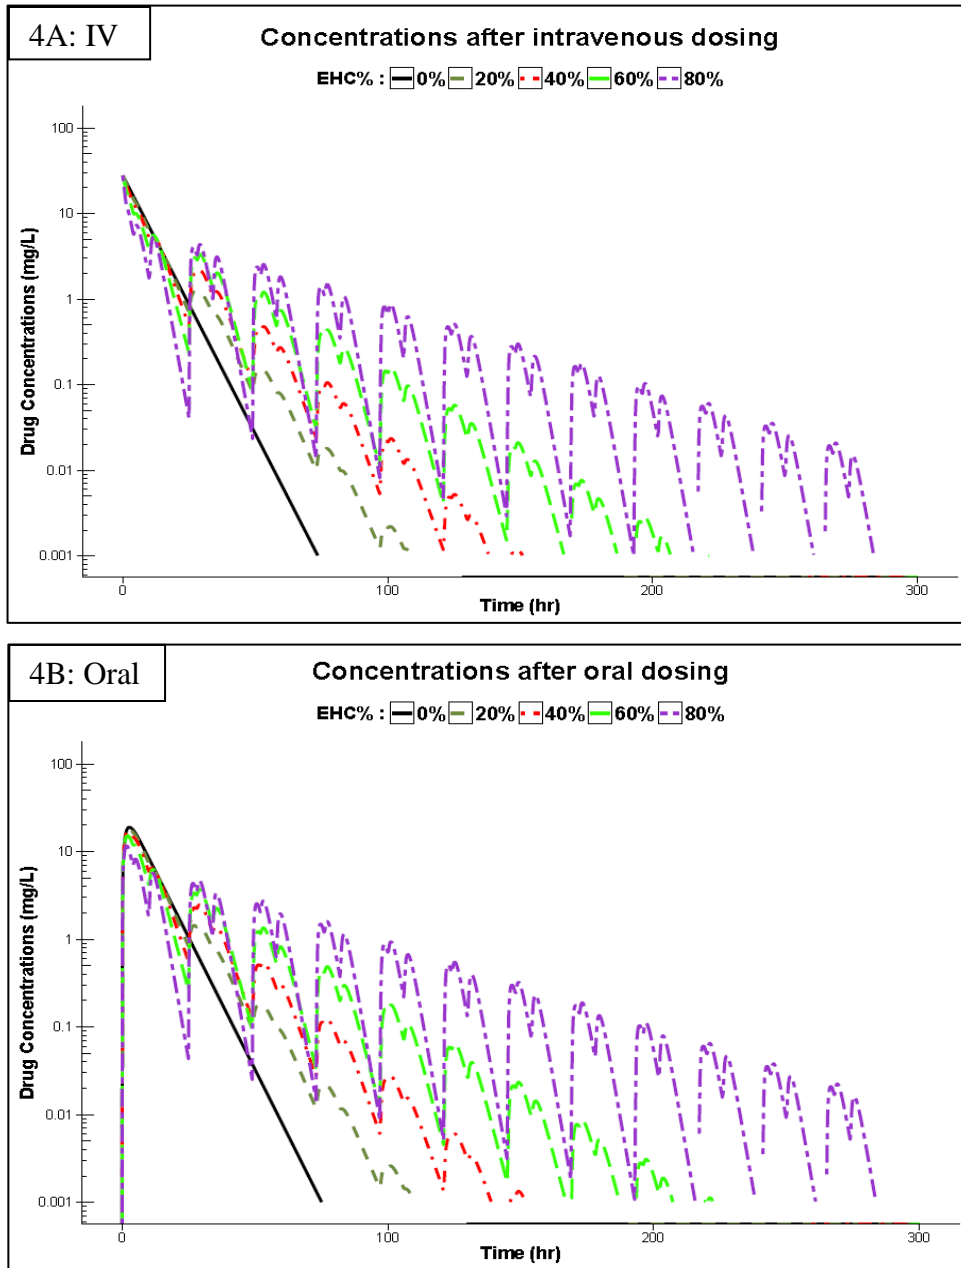 4A: IV
Concentrations after intravenous dosing
EHC% : 0% 20% 40% 60% 80%
Drug Concentrations (mg/L)
100
10
1
0.1
0.01
0.001
0 100 200 300
Time (hr)
4B: Oral
Concentrations after oral dosing
EHC% : 0% 20% 40% 60% 80%
Drug Concentrations (mg/L)
100
10
1
0.1
0.01
0.001
0 100 200 300
Time (hr)